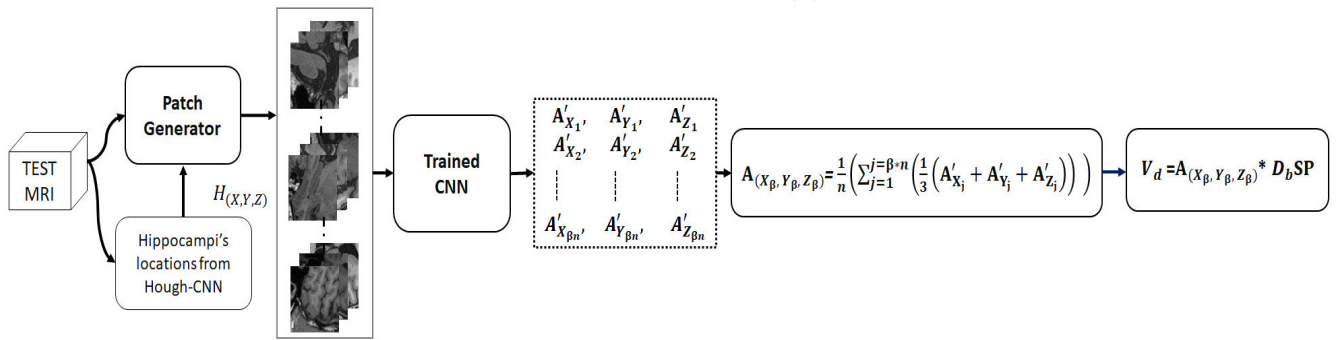 TEST
MRI
Patch
Generator
H(X,Y,Z)
Hippocampi's
locations from
Hough-CNN
Trained
CNN
A′X1, A′Y1, A′Z1
A′X2, A′Y2, A′Z2
A′Xβn, A′Yβn, A′Zβn
A(Xβ,Yβ,Zβ)=1/n(∑j=1 j=β*n(1/3(A′Xj+A′Yj+A′Zj)))
Vd=A(Xβ,Yβ,Zβ)* DbSP